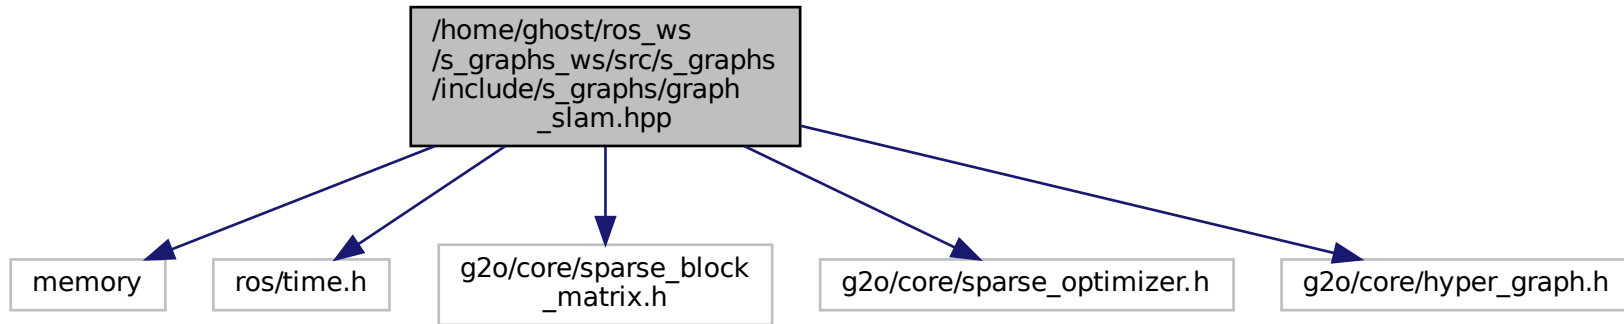 /home/ghost/ros_ws
/s_graphs_ws/src/s_graphs
/include/s_graphs/graph
_slam.hpp
memory
ros/time.h
g2o/core/sparse_block
_matrix.h
g2o/core/sparse_optimizer.h
g2o/core/hyper_graph.h